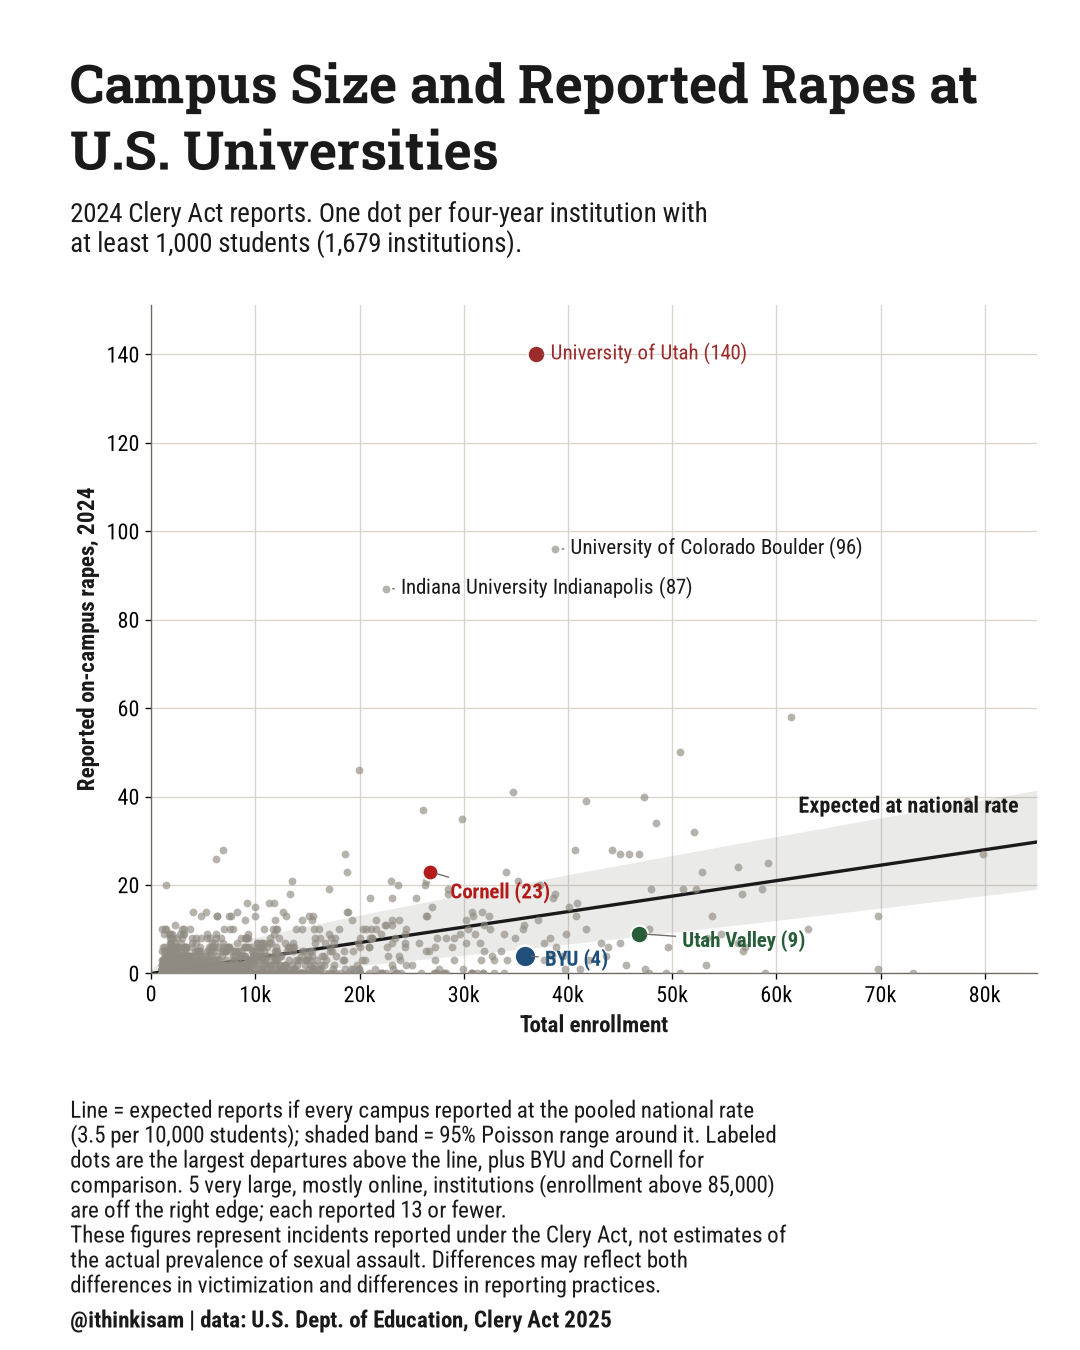 Campus Size and Reported Rapes at
U.S. Universities
2024 Clery Act reports. One dot per four-year institution with
at least 1,000 students (1,679 institutions).
Reported on-campus rapes, 2024
140
120
100
80
60
40
20
0
University of Utah (140)
University of Colorado Boulder (96)
Indiana University Indianapolis (87)
Expected at national rate
Cornell (23)
Utah Valley (9)
BYU (4)
0 10k 20k 30k 40k 50k 60k 70k 80k
Total enrollment
Line = expected reports if every campus reported at the pooled national rate
(3.5 per 10,000 students); shaded band = 95% Poisson range around it. Labeled
dots are the largest departures above the line, plus BYU and Cornell for
comparison. 5 very large, mostly online, institutions (enrollment above 85,000)
are off the right edge; each reported 13 or fewer.
These figures represent incidents reported under the Clery Act, not estimates of
the actual prevalence of sexual assault. Differences may reflect both
differences in victimization and differences in reporting practices.
@ithinkisam | data: U.S. Dept. of Education, Clery Act 2025